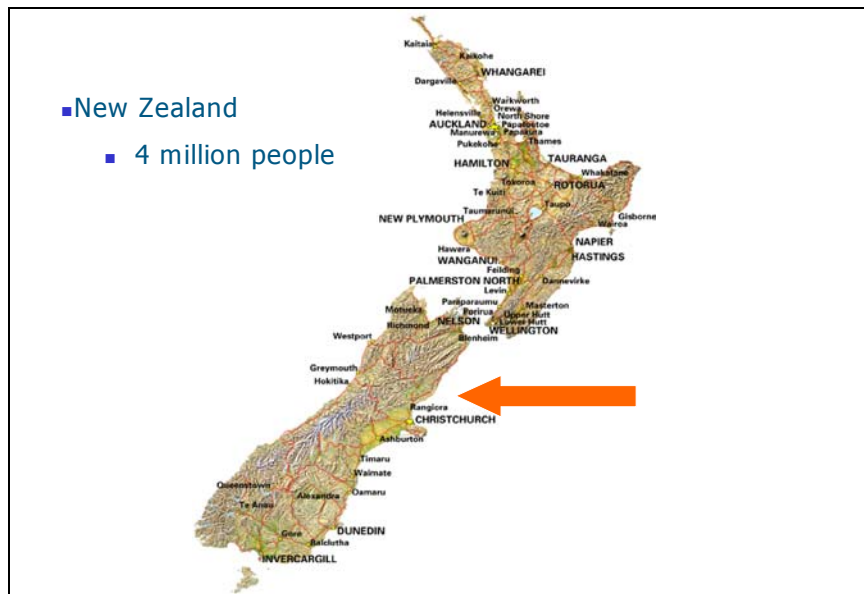 Kaitaia
Kaikohe
WHANGAREI
Dargaville
▪New Zealand
Warkworth
Helensville
Orewa
North Shore
AUCKLAND
Papatoetoe
Manurewa
Papakura
Pukekohe
Thames
▪ 4 million people
HAMILTON
TAURANGA
Whakatane
Tokoroa
ROTORUA
Te Kuiti
Taupo
Taumarunui
Gisborne
NEW PLYMOUTH
Wairoa
NAPIER
Hawera
HASTINGS
WANGANUI
Feilding
PALMERSTON NORTH
Dannevirke
Levin
Paraparaumu
Masterton
Motueka
Porirua
Upper Hutt
NELSON
Lower Hutt
Richmond
WELLINGTON
Westport
Blenheim
Greymouth
Hokitika
Rangiora
CHRISTCHURCH
Ashburton
Timaru
Waimate
Queenstown
Alexandra
Oamaru
Te Anau
DUNEDIN
Gore
Balclutha
INVERCARGILL